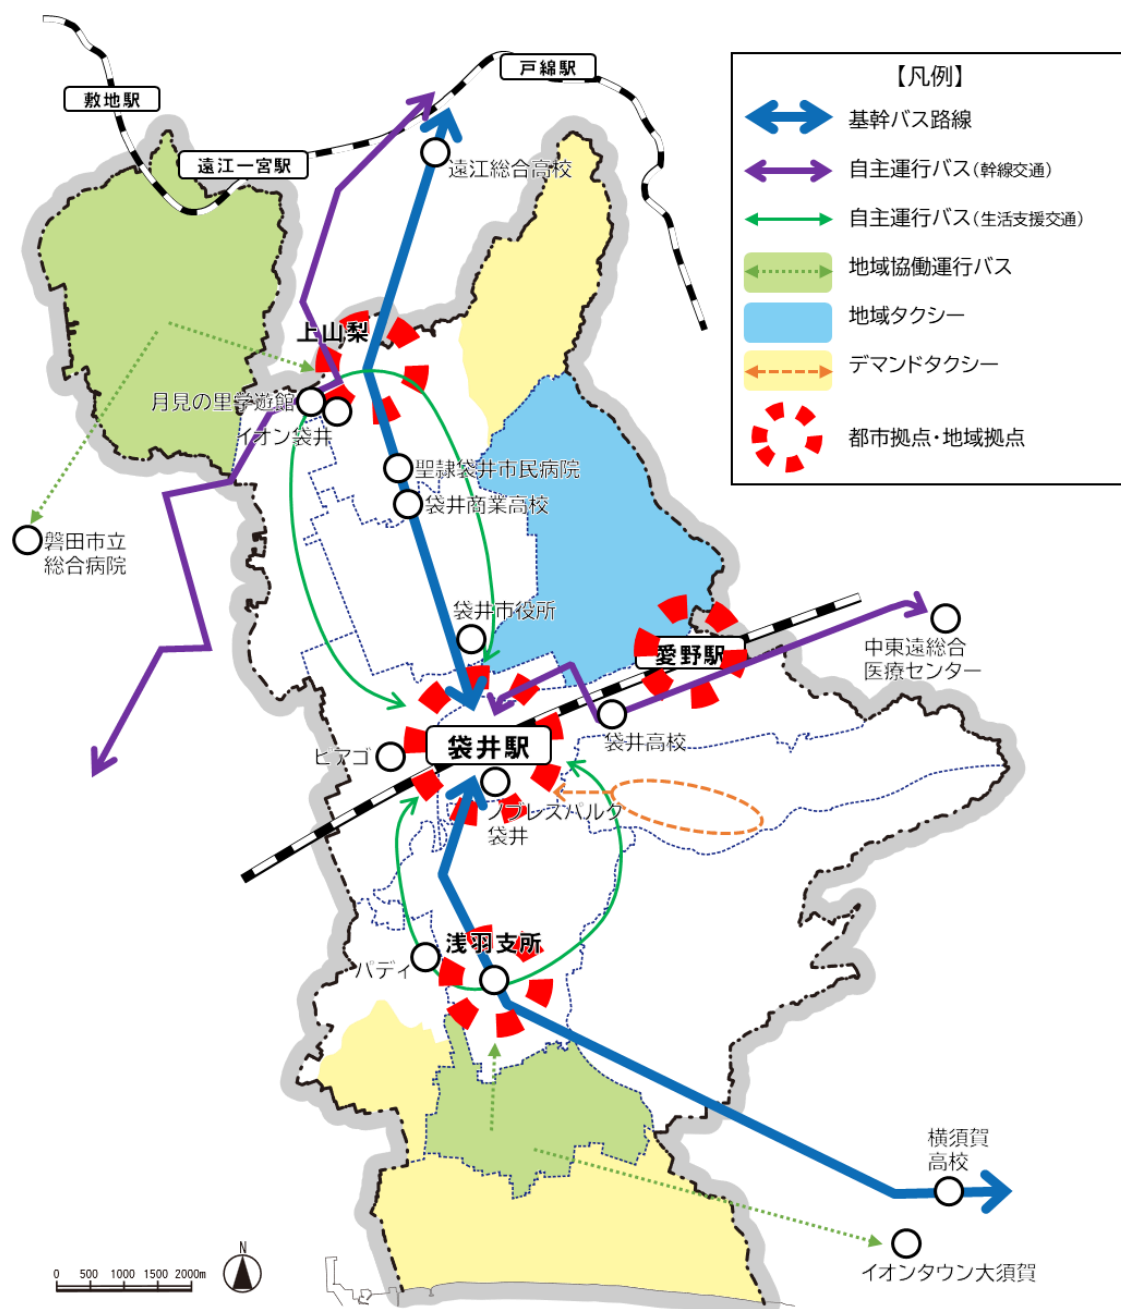 戸綿駅
敷地駅
遠江一宮駅
遠江総合高校
【凡例】
基幹バス路線
自主運行バス(幹線交通)
自主運行バス(生活支援交通)
地域協働運行バス
地域タクシー
デマンドタクシー
都市拠点・地域拠点
上山梨
月見の里学遊館
イオン袋井
聖隷袋井市民病院
袋井商業高校
磐田市立
総合病院
袋井市役所
愛野駅
中東遠総合
医療センター
袋井高校
袋井駅
ピアゴ
ノブレスパルク
袋井
浅羽支所
パディ
横須賀
高校
イオンタウン大須賀
N
0 500 1000 1500 2000m